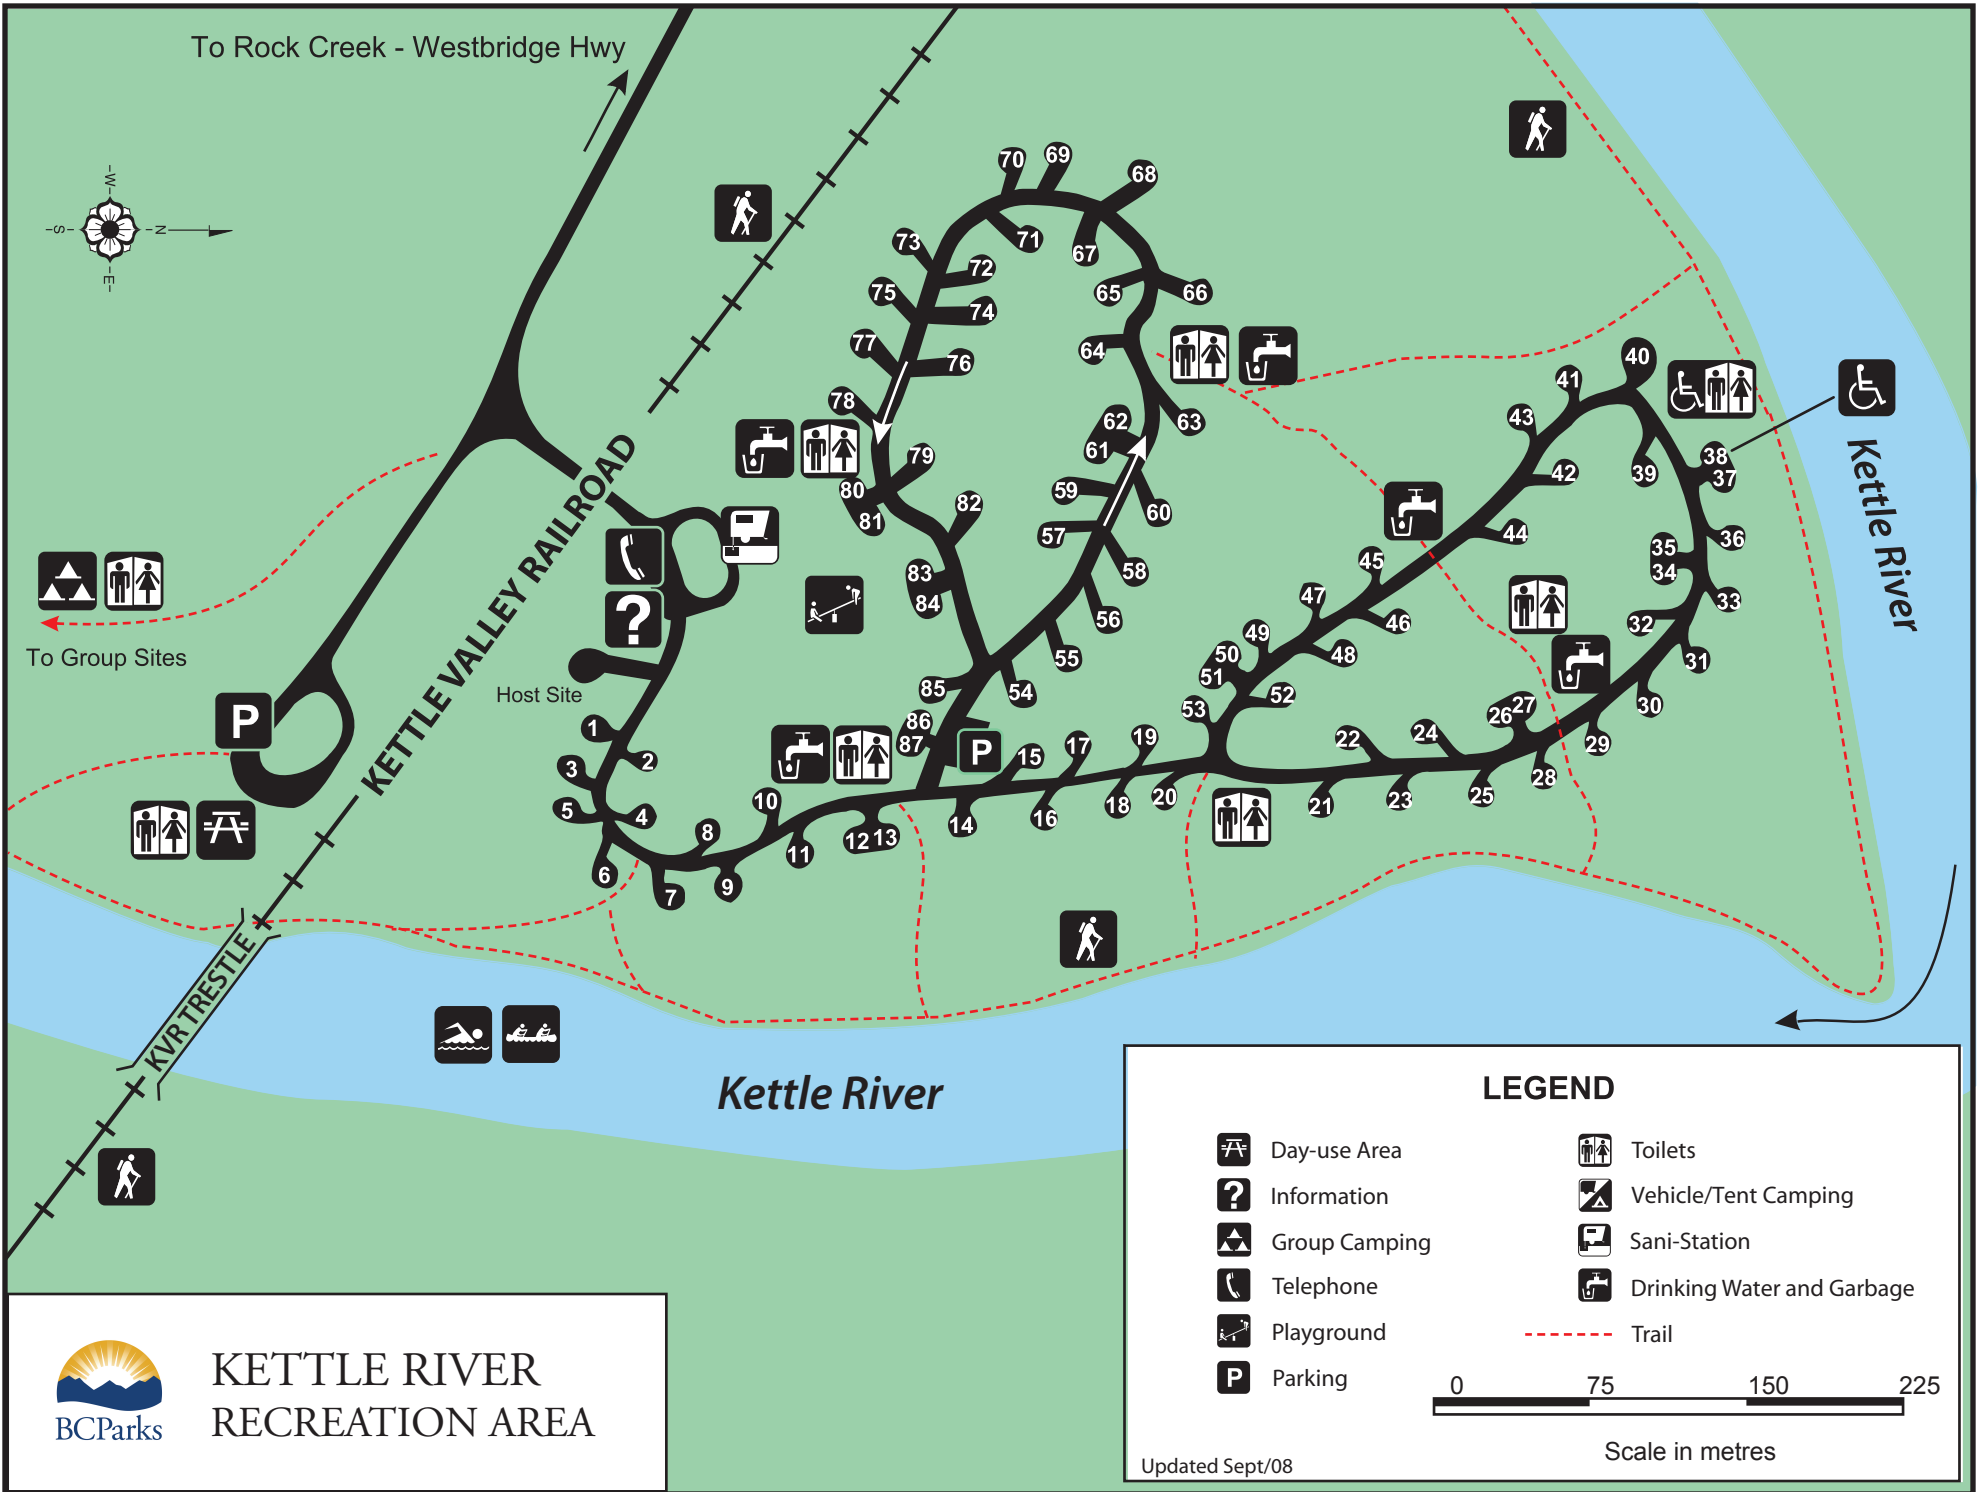 To Rock Creek - Westbridge Hwy
W
S
N
E
70
69
68
71
67
73
72
65
66
75
74
77
76
64
78
63
62
61
79
80
81
59
60
82
57
58
83
84
56
55
85
54
86
87
40
41
43
42
39
38
37
44
36
45
35
34
47
46
33
32
49
48
31
50
51
52
53
30
27
26
29
28
24
22
25
23
21
19
17
15
20
18
16
14
13
12
11
10
9
8
7
6
5
4
3
2
1
Kettle River
KETTLE VALLEY RAILROAD
?
To Group Sites
Host Site
P
P
KVR TRESTLE
Kettle River
LEGEND
Day-use Area
? Information
Group Camping
Telephone
Playground
P Parking
Toilets
Vehicle/Tent Camping
Sani-Station
Drinking Water and Garbage
Trail
0 75 150 225
Scale in metres
Updated Sept/08
BCParks
KETTLE RIVER
RECREATION AREA